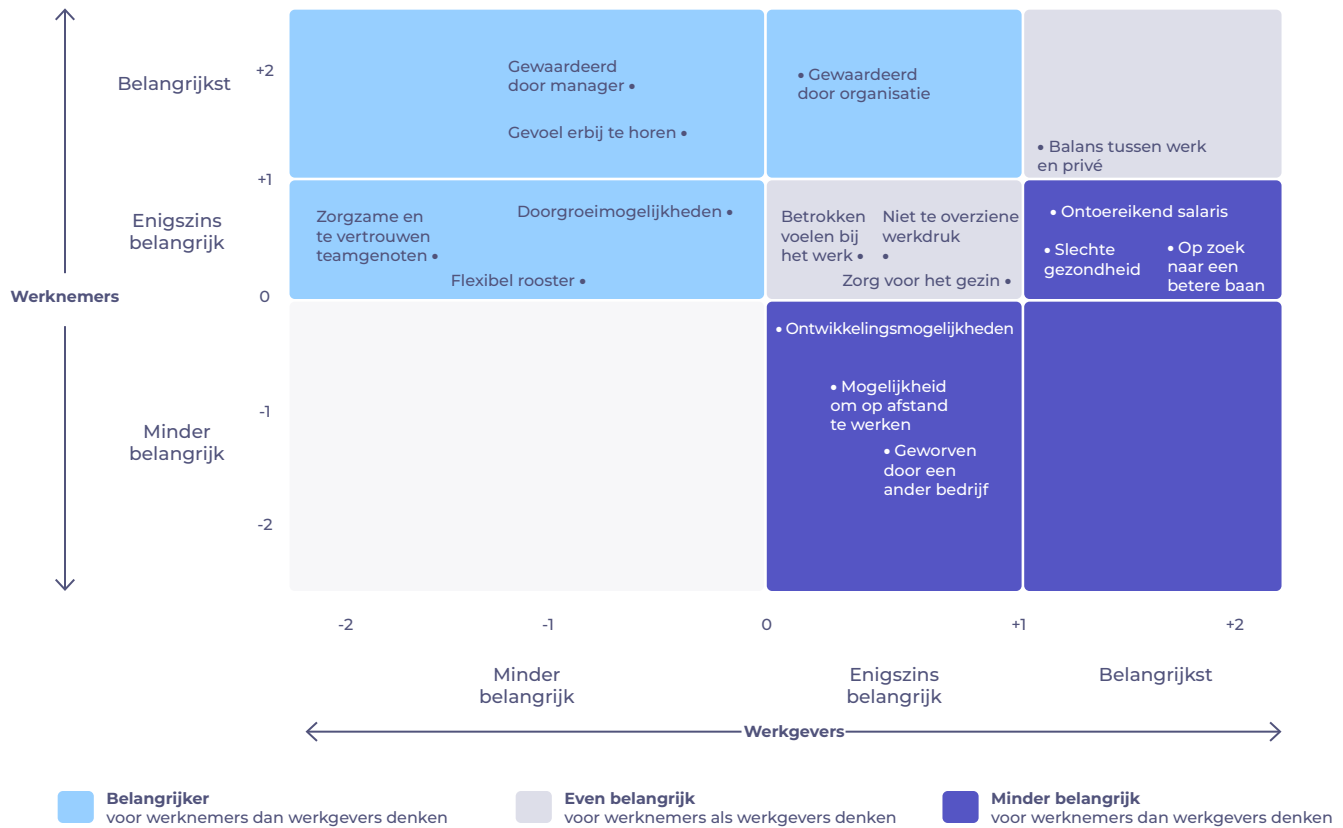 Belangrijkst
Enigszins
belangrijk
Werknemers
Minder
belangrijk
+2
+1
0
-1
-2
Gewaardeerd
door manager •
Gevoel erbij te horen •
• Gewaardeerd
door organisatie
• Balans tussen werk
en privé
Zorgzame en
te vertrouwen
teamgenoten •
Doorgroeimogelijkheden •
Flexibel rooster •
Betrokken
voelen bij
het werk •
Niet te overziene
werkdruk
•
Zorg voor het gezin •
• Ontoereikend salaris
• Slechte
gezondheid
• Op zoek
naar een
betere baan
• Ontwikkelingsmogelijkheden
• Mogelijkheid
om op afstand
te werken
• Geworven
door een
ander bedrijf
-2
-1
0
+1
+2
Minder
belangrijk
Enigszins
belangrijk
Belangrijkst
Werkgevers
Belangrijker
voor werknemers dan werkgevers denken
Even belangrijk
voor werknemers als werkgevers denken
Minder belangrijk
voor werknemers dan werkgevers denken